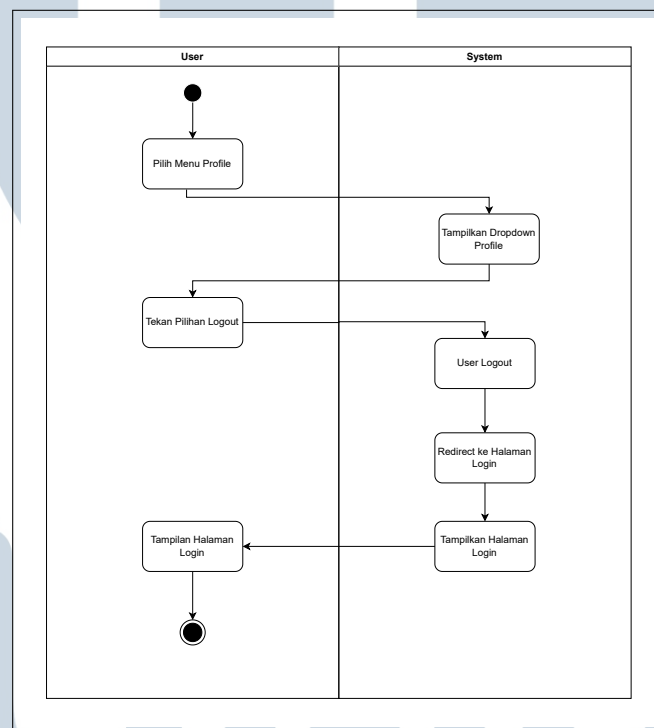 User
System
Pilih Menu Profile
Tampilkan Dropdown
Profile
Tekan Pilihan Logout
User Logout
Redirect ke Halaman
Login
Tampilkan Halaman
Login
Tampilan Halaman
Login